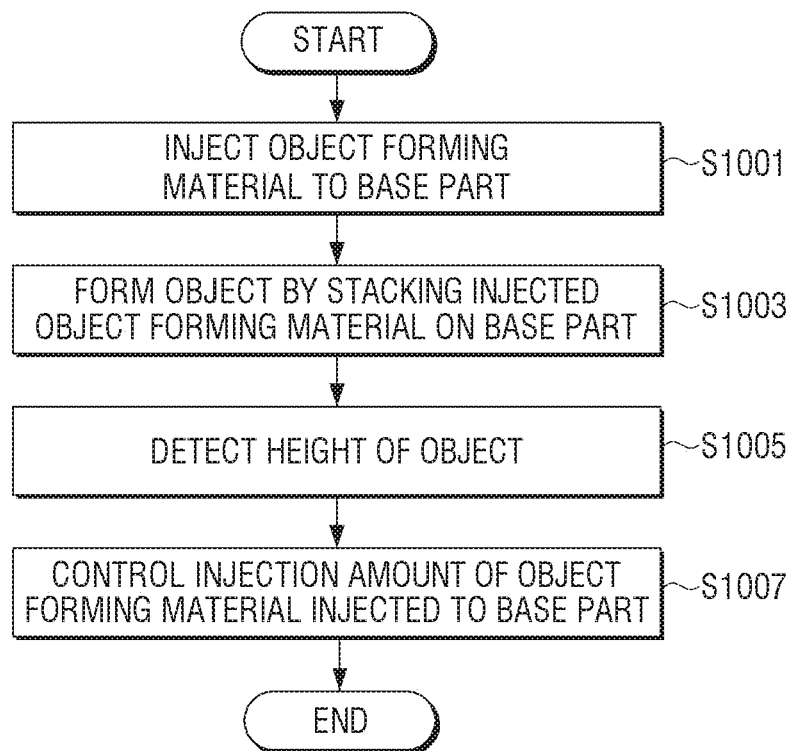 START
INJECT OBJECT FORMING
MATERIAL TO BASE PART
S1001
FORM OBJECT BY STACKING INJECTED
OBJECT FORMING MATERIAL ON BASE PART
S1003
DETECT HEIGHT OF OBJECT
S1005
CONTROL INJECTION AMOUNT OF OBJECT
FORMING MATERIAL INJECTED TO BASE PART
S1007
END